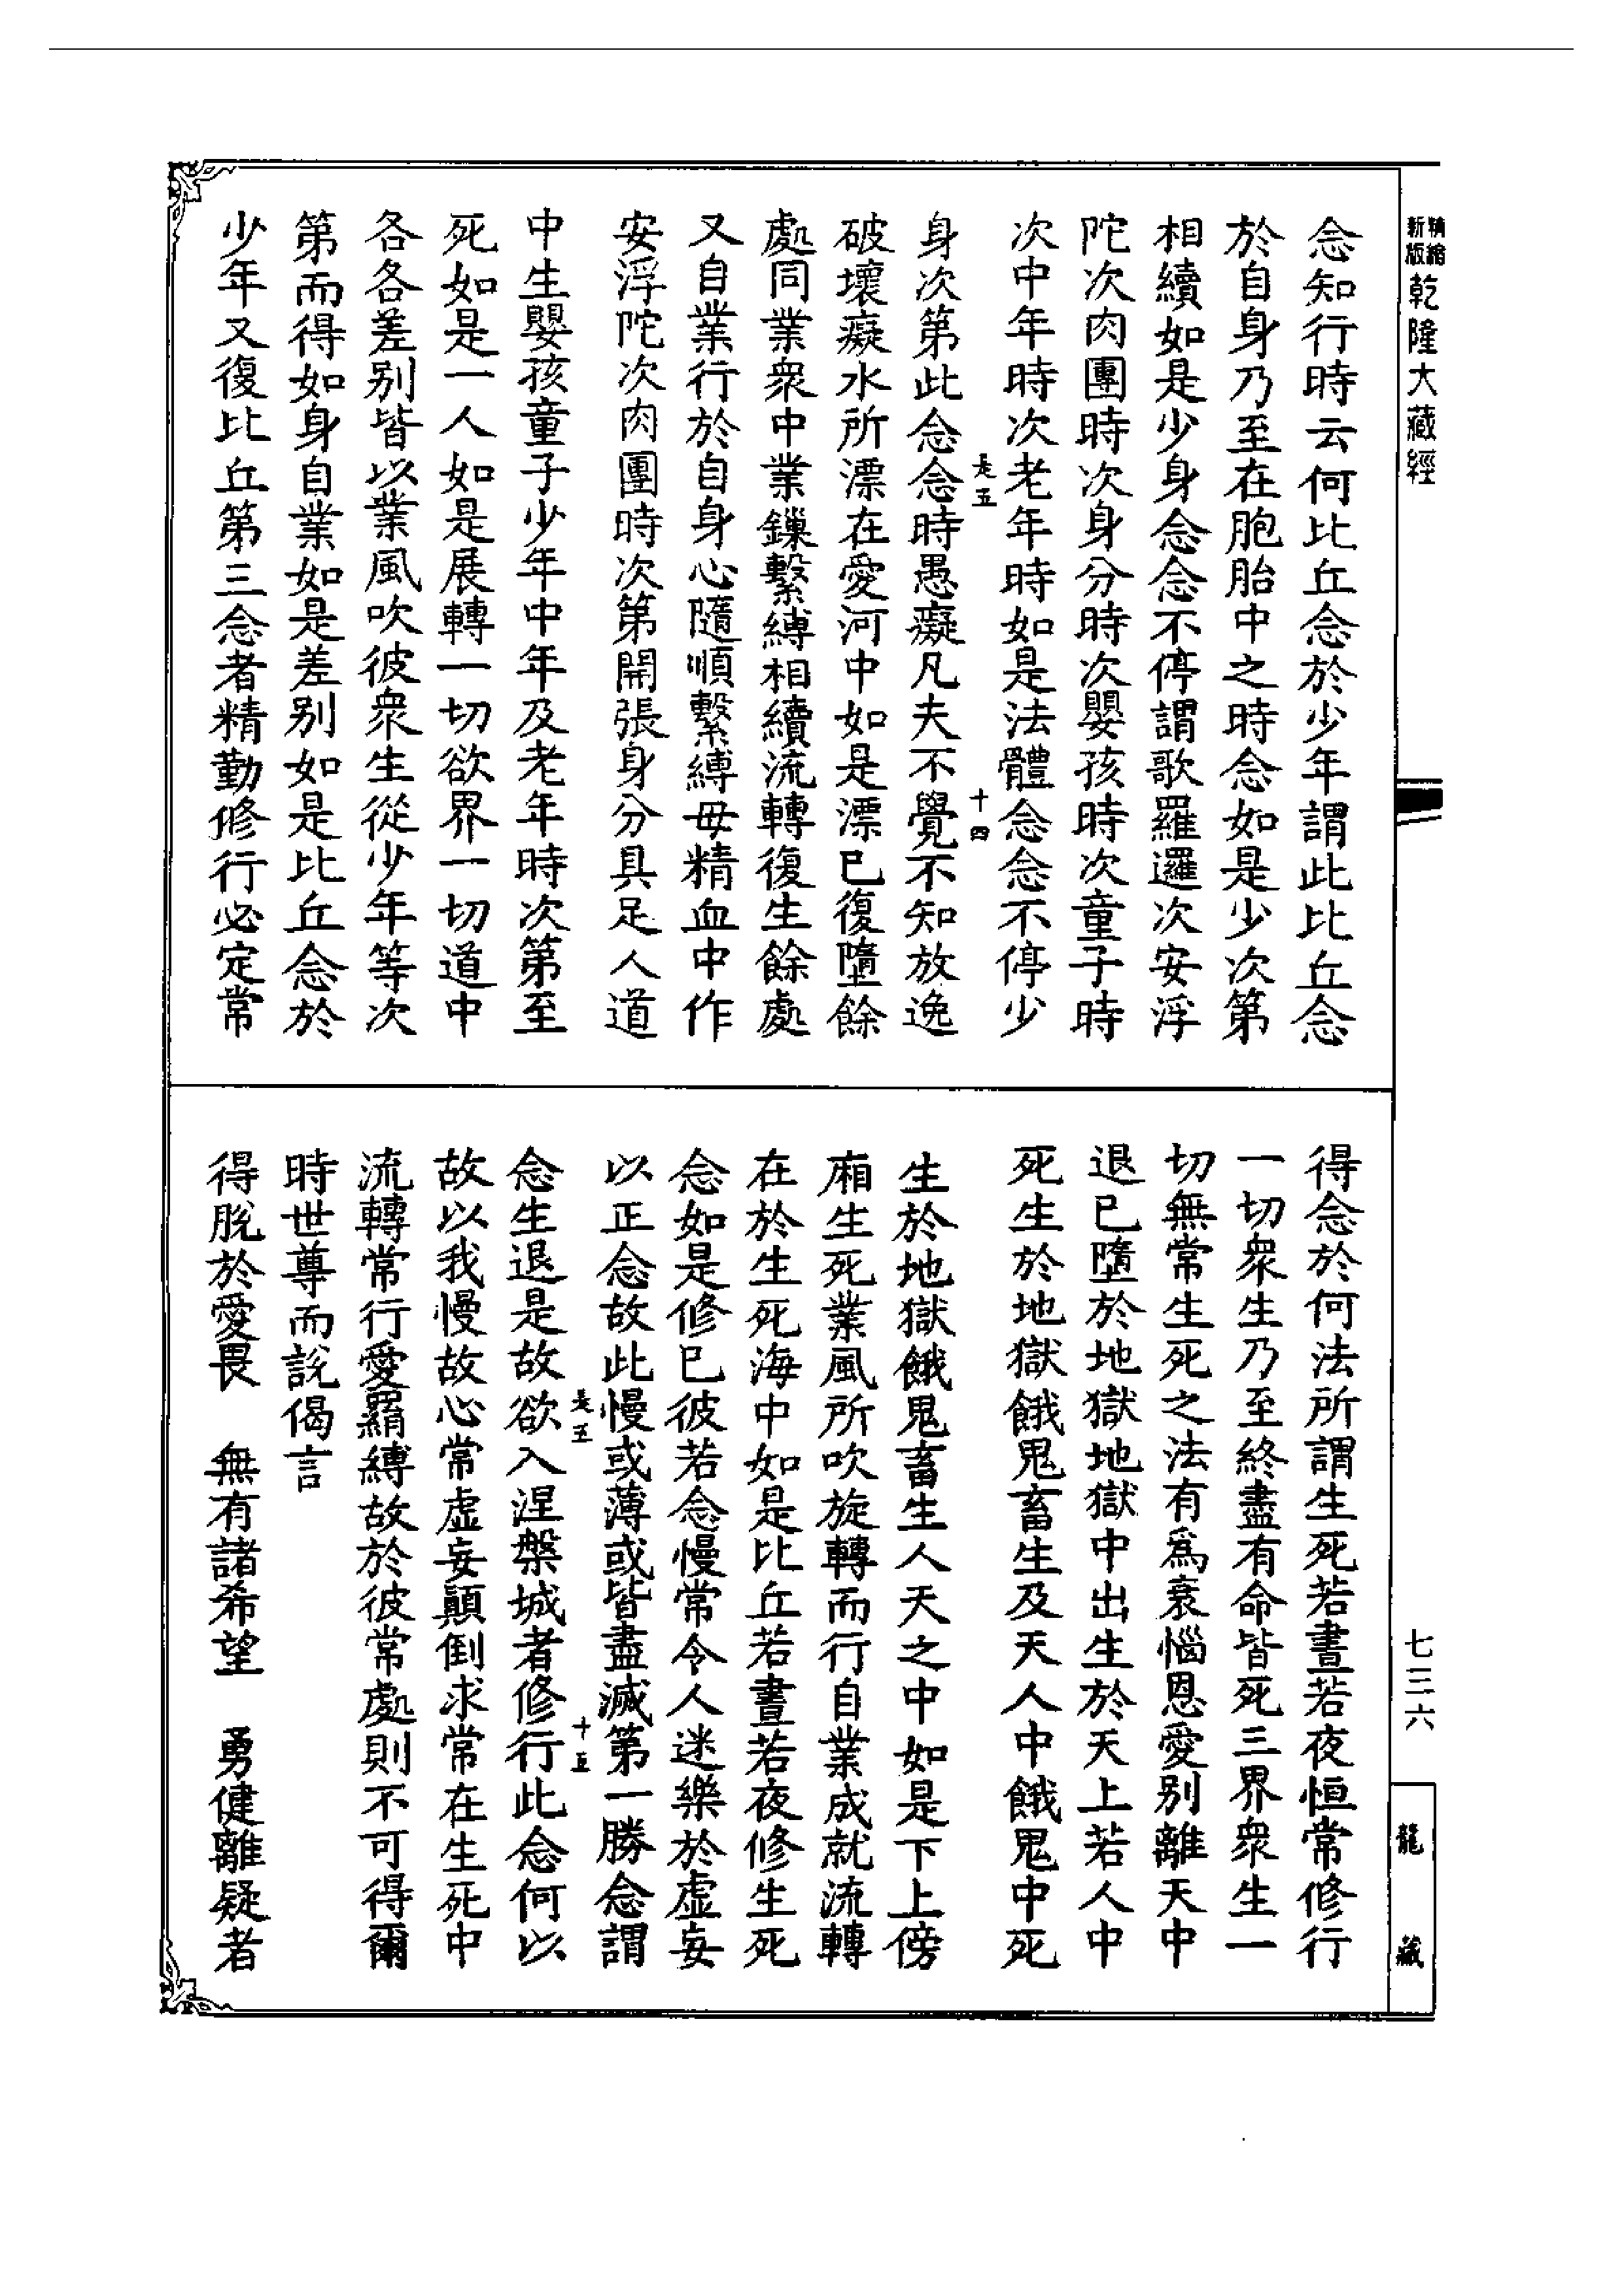 精縮新版乾隆大藏經
念知行時云何比丘念於少年謂此比丘念
於自身乃至在胞胎中之時念如是少次第
相續如是少身念念不停謂歌羅邏次安浮
陀次肉團時次身分時次嬰孩時次童子時
次中年時次老年時如是法體念念不停少
是五
十四
身次第此念念時愚癡凡夫不覺不知放逸
破壞癡水所漂在愛河中如是漂已復墮餘
處同業衆中業鏁繫縛相續流轉復生餘處
又自業行於自身心隨順繫縛母精血中作
安浮陀次肉團時次第開張身分具足人道
中生嬰孩童子少年中年及老年時次第至
死如是一人如是展轉一切欲界一切道中
各各差別皆以業風吹彼衆生從少年等次
第而得如身自業如是差別如是比丘念於
少年又復比丘第三念者精勤修行必定常
得念於何法所謂生死若晝若夜恒常修行
一切衆生乃至終盡有命皆死三界衆生一
切無常生死之法有爲衰惱恩愛別離天中
退已墮於地獄地獄中出生於天上若人中
死生於地獄餓鬼畜生及天人中餓鬼中死
生於地獄餓鬼畜生人天之中如是下上傍
廂生死業風所吹旋轉而行自業成就流轉
在於生死海中如是比丘若晝若夜修生死
念如是修已彼若念慢常令人迷樂於虛妄
以正念故此慢或薄或皆盡滅第一勝念謂
是五
十五
念生退是故欲入涅槃城者修行此念何以
故以我慢故心常虛妄顛倒求常在生死中
流轉常行愛羂縛故於彼常處則不可得爾
時世尊而說偈言
得脫於愛畏　無有諸希望　勇健離疑者
七三六
龍藏